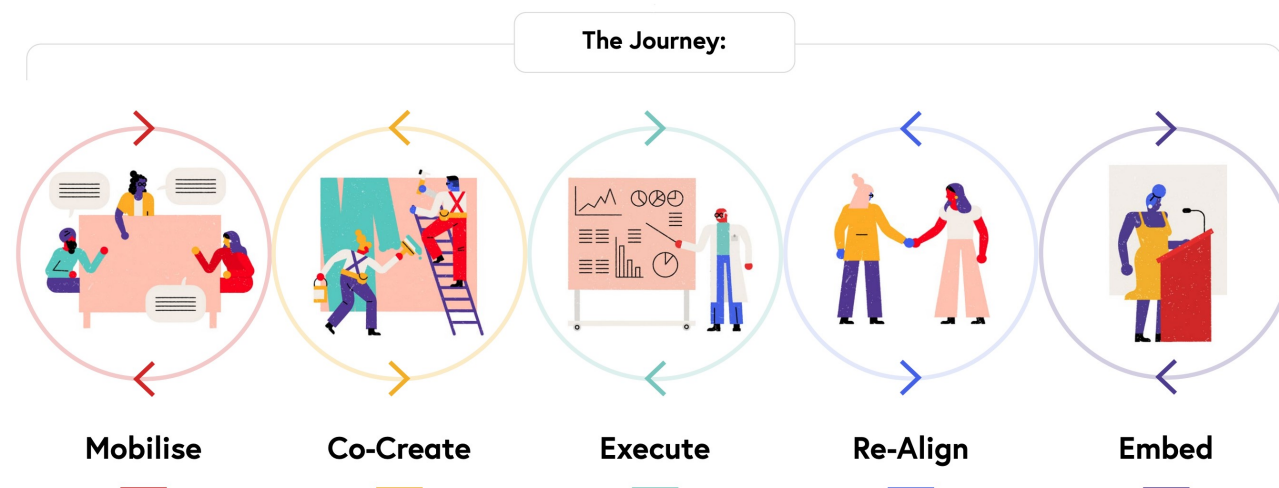 The Journey:
Mobilise
Co-Create
Execute
Re-Align
Embed